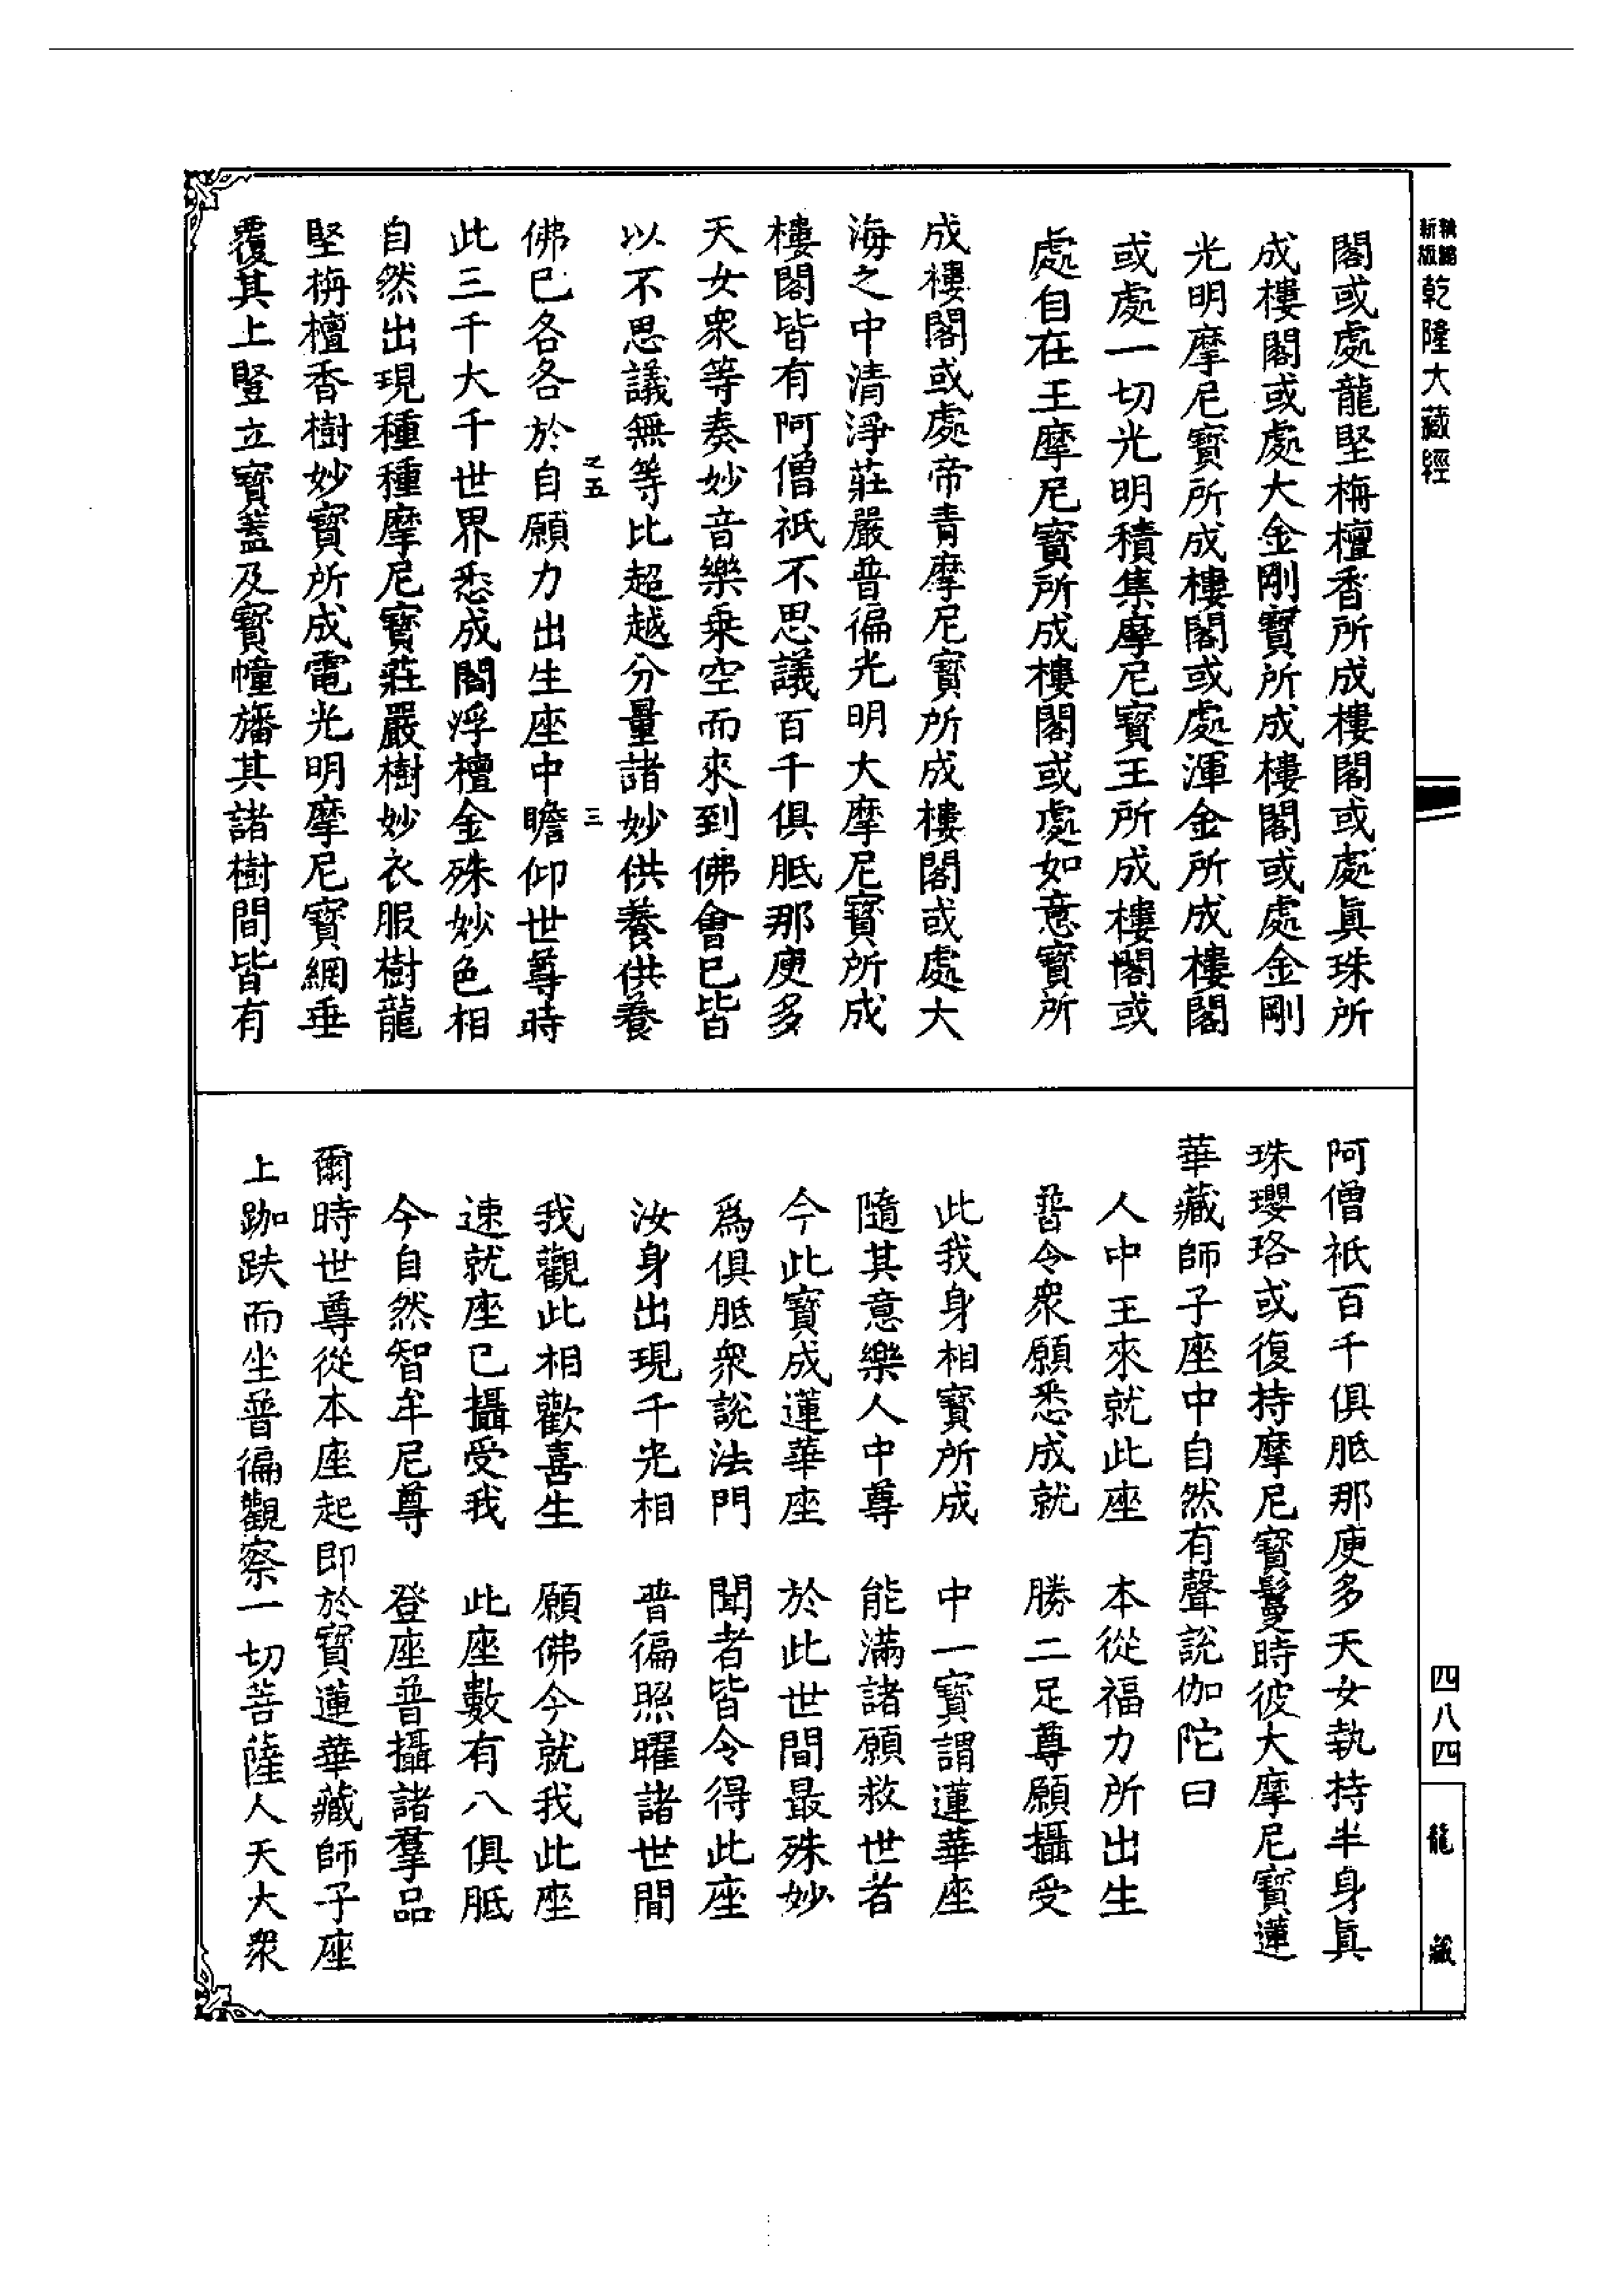 精縮新版乾隆大藏經
閣或處龍堅栴檀香所成樓閣或處眞珠所
成樓閣或處大金剛寶所成樓閣或處金剛
光明摩尼寶所成樓閣或處渾金所成樓閣
或處一切光明積集摩尼寶王所成樓閣或
處自在王摩尼寶所成樓閣或處如意寶所
成樓閣或處帝青摩尼寶所成樓閣或處大
海之中清淨莊嚴普徧光明大摩尼寶所成
樓閣皆有阿僧祇不思議百千俱胝那庾多
天女衆等奏妙音樂乗空而來到佛會已皆
以不思議無等比超越分量諸妙供養供養
之五 三
佛已各各於自願力出生座中瞻仰世尊時
此三千大千世界悉成閻浮檀金殊妙色相
自然出現種種摩尼寶莊嚴樹妙衣服樹龍
堅栴檀香樹妙寶所成電光明摩尼寶網垂
覆其上豎立寶蓋及寶幢旛其諸樹間皆有
阿僧祇百千俱胝那庾多天女執持半身眞
珠瓔珞或復持摩尼寶鬘時彼大摩尼寶蓮
華藏師子座中自然有聲說伽陀曰
人中王來就此座　本從福力所出生
普令衆願悉成就　勝二足尊願攝受
此我身相寶所成　中一寶謂蓮華座
隨其意樂人中尊　能滿諸願救世者
今此寶成蓮華座　於此世間最殊妙
爲俱胝衆說法門　聞者皆令得此座
汝身出現千光相　普徧照曜諸世間
我觀此相歡喜生　願佛今就我此座
速就座已攝受我　此座數有八俱胝
今自然智牟尼尊　登座普攝諸羣品
爾時世尊從本座起即於寶蓮華藏師子座
上跏趺而坐普徧觀察一切菩薩人天大衆
四八四
龍藏